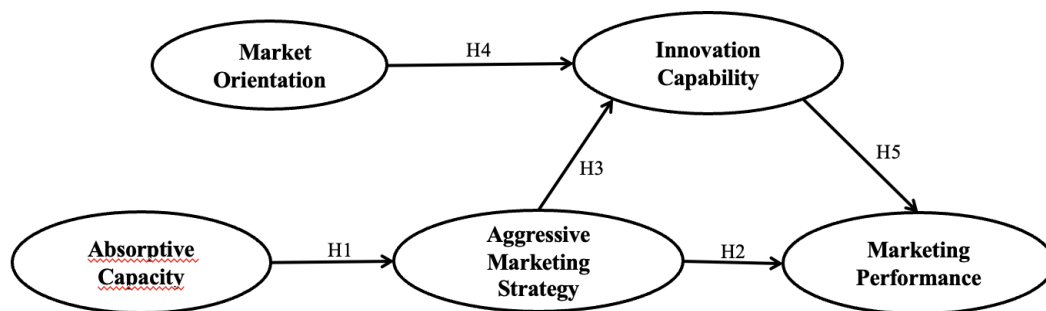 Market
Orientation
H4
Innovation
Capability
H3
H5
Absorptive
Capacity
H1
Aggressive
Marketing
Strategy
H2
Marketing
Performance